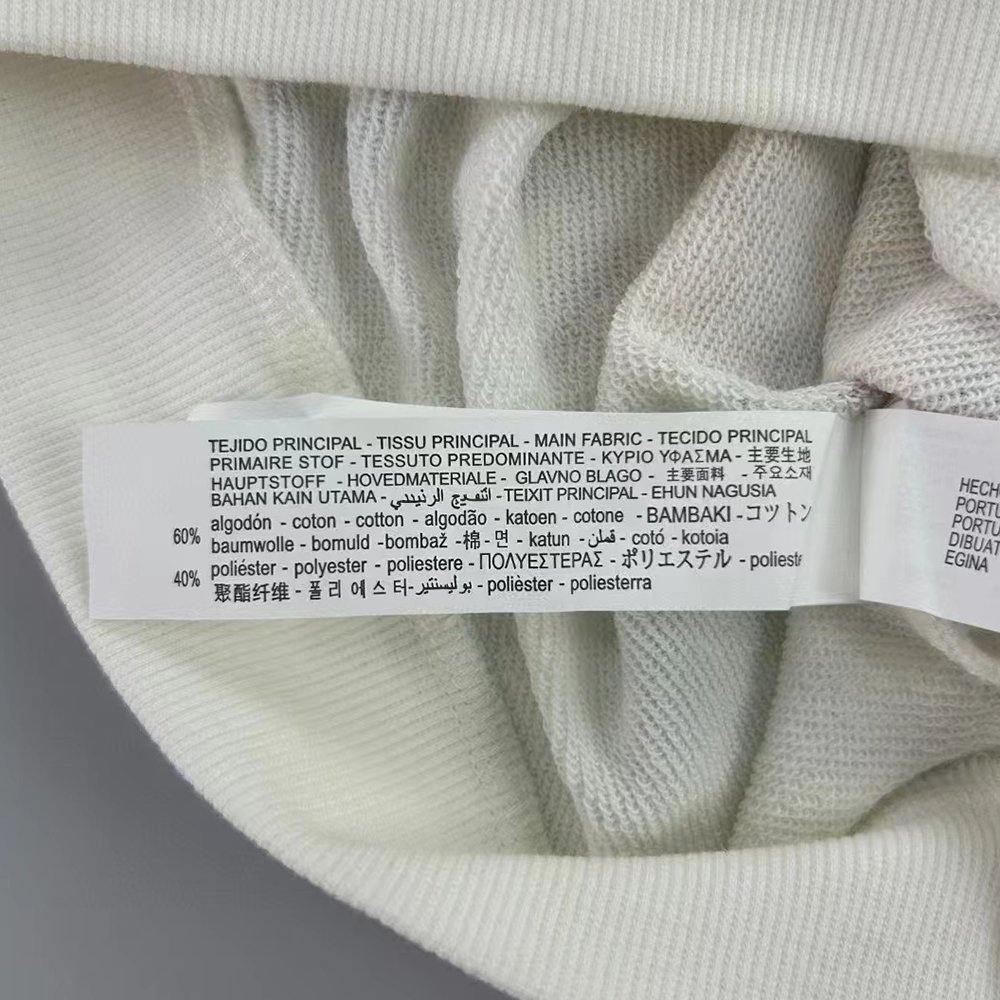 TEJIDO PRINCIPAL - TISSU PRINCIPAL - MAIN FABRIC - TECIDO PRINCIPAL
PRIMAIRE STOF - TESSUTO PREDOMINANTE - ΚΥΡΙΟ ΥΦΑΣΜΑ - 主要生地
HAUPTSTOFF - HOVEDMATERIALE - GLAVNO BLAGO - 主要面料 - 주요소재
BAHAN KAIN UTAMA - - TEIXIT PRINCIPAL - EHUN NAGUSIA
60% algodón - coton - cotton - algodão - katoen - cotone - BAMBAKI - コットン
baumwolle - bomuld - bombaž - 棉 - 면 - katun - قملن - cotó - kotoia
40% poliéster - polyester - poliestere - ΠΟΛΥΕΣΤΕΡΑΣ - ポリエステル - poliest
聚酯纤维 - 폴리 에 스 터 - بوليستير - polièster - poliesterra
HECH
PORTU
PORTU
DIBUAT
EGINA